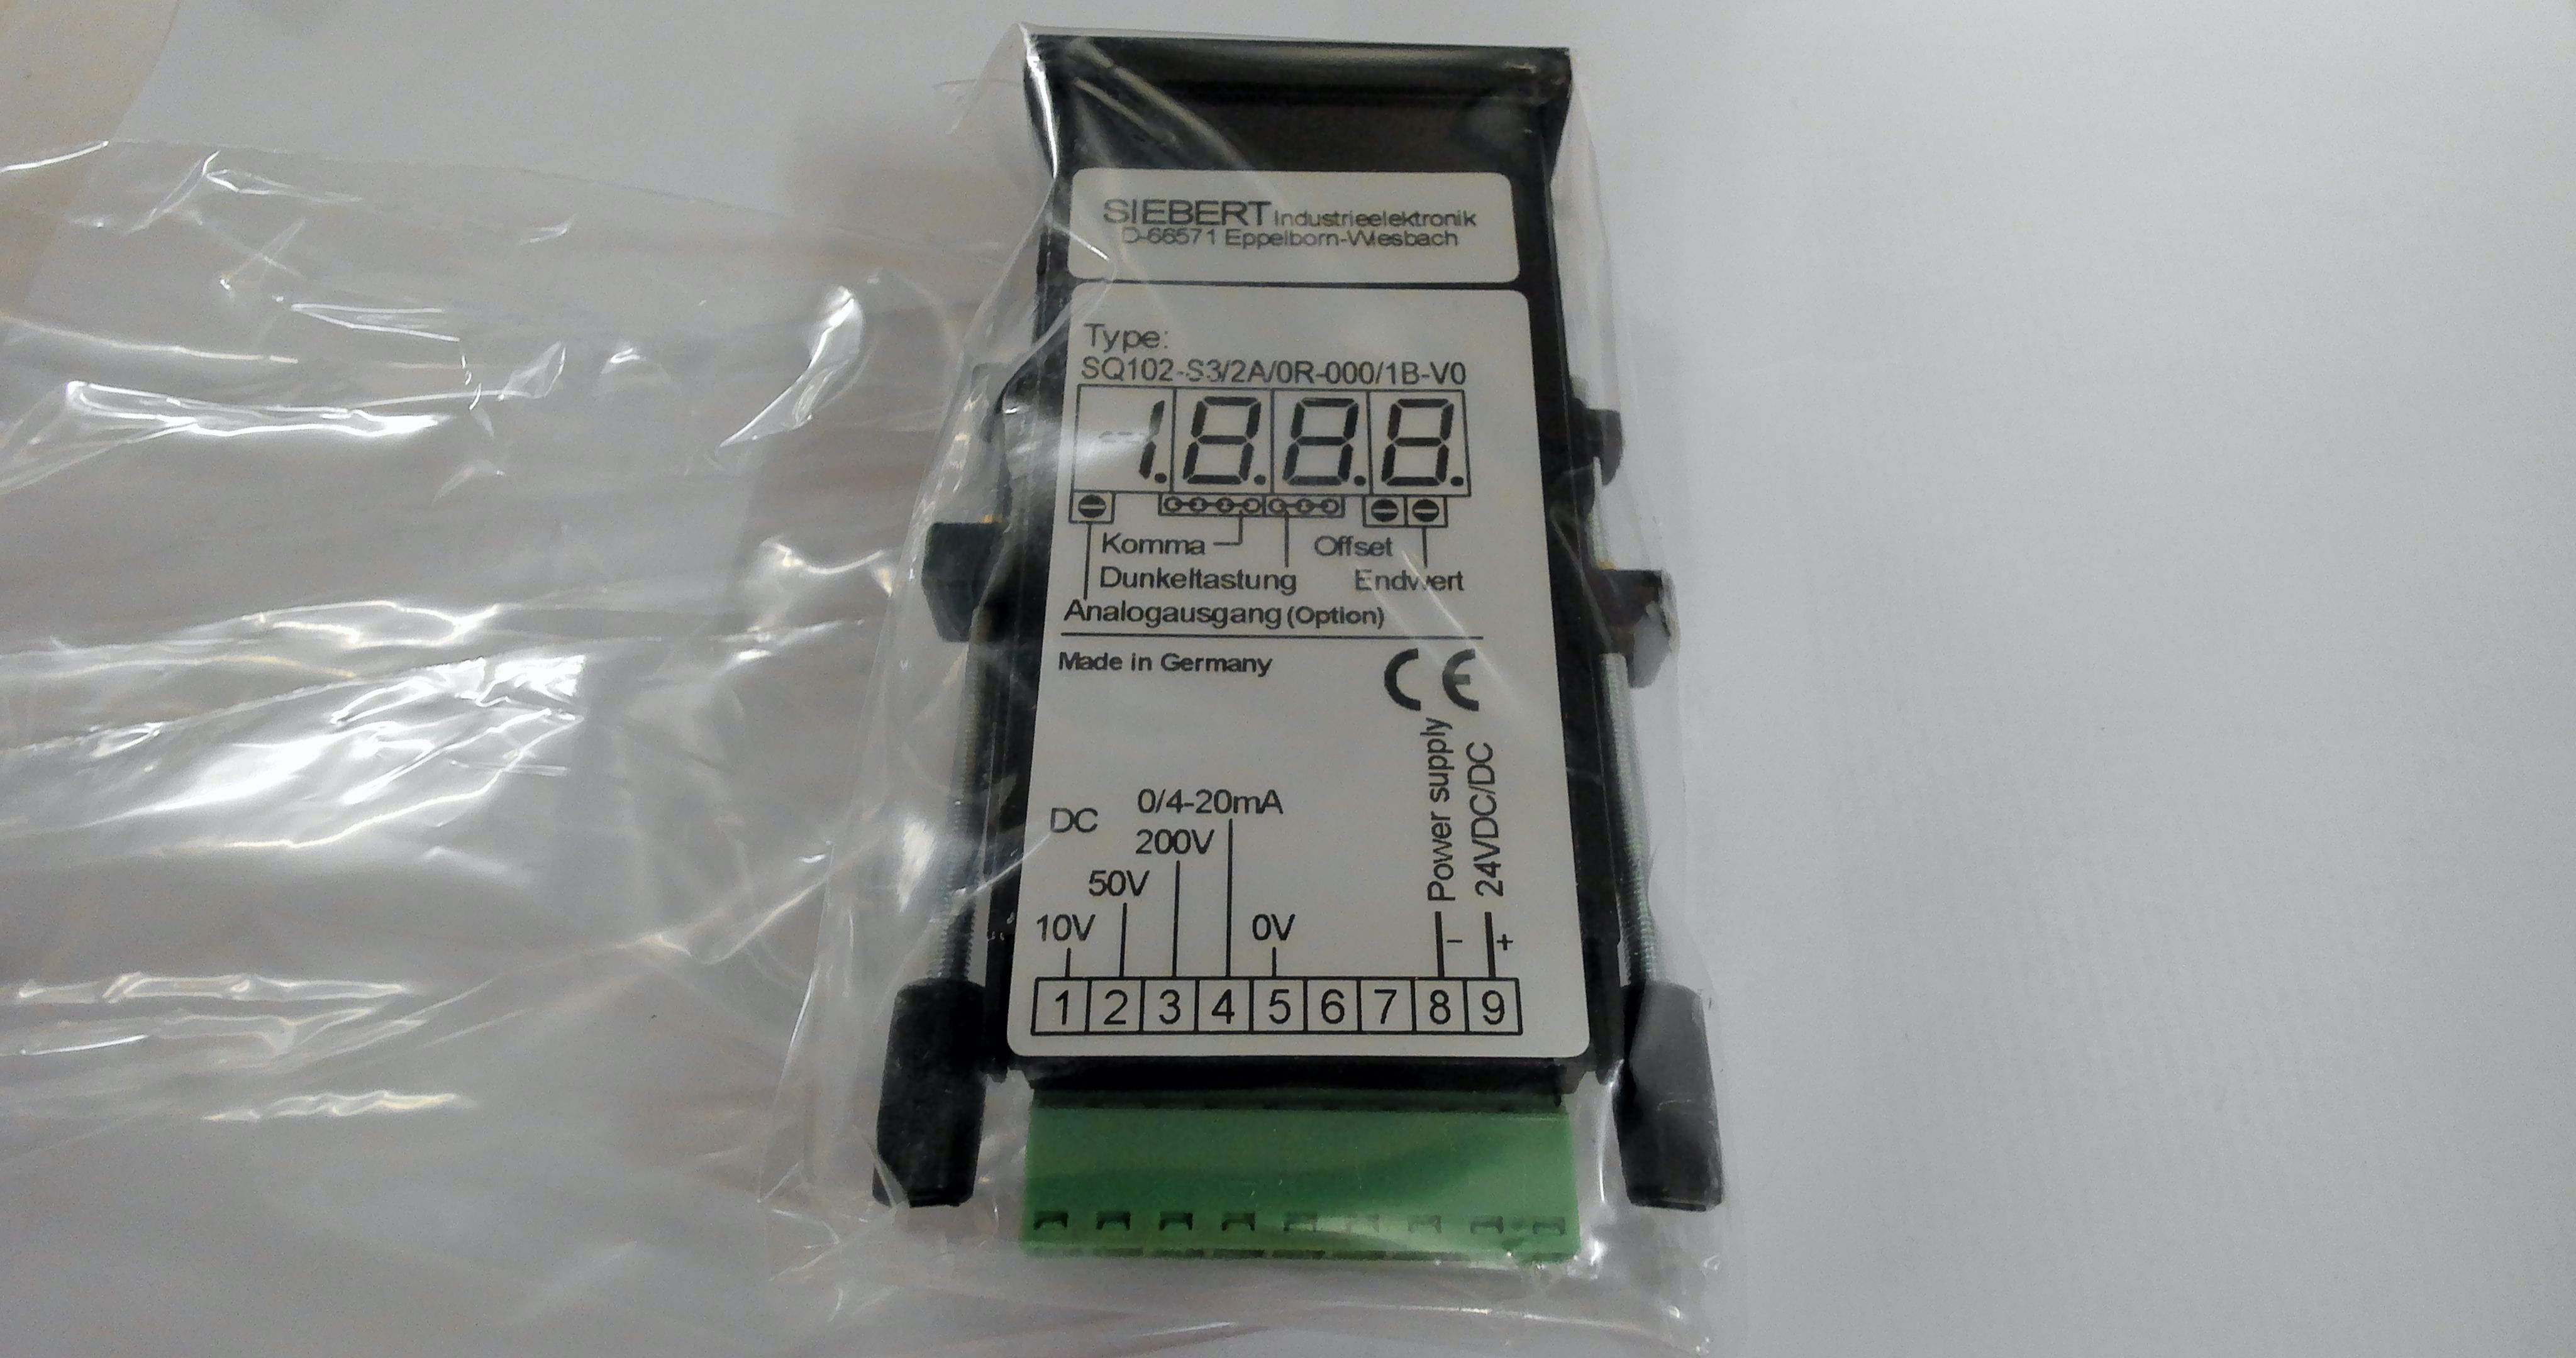 SIEBERT Industrieelektronik
D-66571 Eppelborn-Wiesbach
Type:
SQ102-S3/2A/0R-000/1B-V0
-1.8.8.8.
Komma Offset
Dunkeltastung Endwert
Analogausgang (Option)
Made in Germany CE
Power supply
24VDC/DC
0/4-20mA
DC
200V
50V
10V 0V
- +
1 2 3 4 5 6 7 8 9